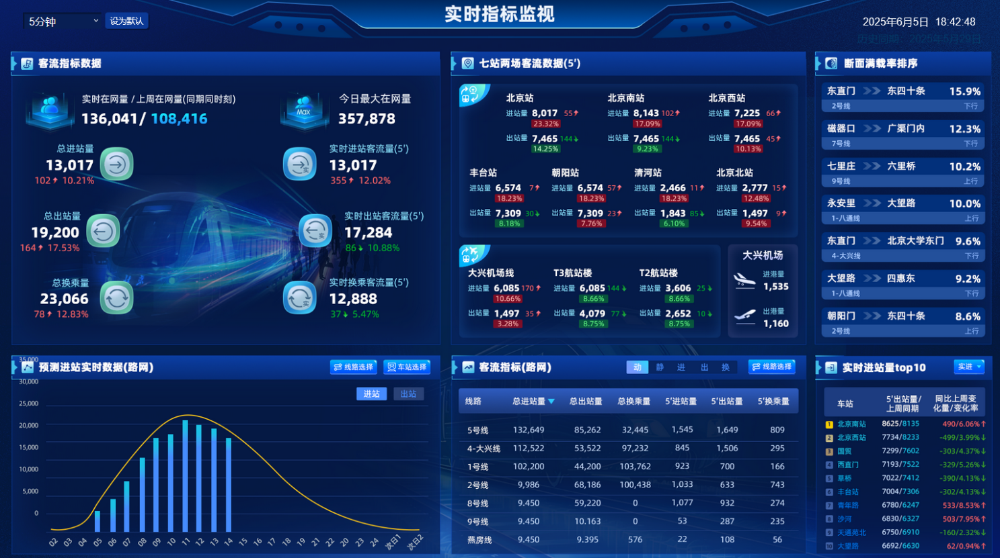 实时指标监视
5分钟
设为默认
2025年6月5日 18:42:48
历史同期：2025年5月29日
客流指标数据
实时在网量 / 上周在网量(同期同时刻)
136,041/ 108,416
Max
今日最大在网量
357,878
总进站量
13,017
102 10.21%
实时进站客流量(5')
13,017
355 12.02%
总出站量
19,200
164 17.53%
实时出站客流量(5')
17,284
86 10.88%
总换乘量
23,066
78 12.83%
实时换乘客流量(5')
12,888
37 5.47%
实
实
实
七站两场客流数据(5')
北京站
进站量 8,017 55
23.32%
出站量 7,465 144
14.25%
北京南站
进站量 8,143 102
17.09%
出站量 7,465 144
9.23%
北京西站
进站量 7,225 66
17.09%
出站量 7,465 45
10.13%
丰台站
进站量 6,574 7
18.23%
出站量 7,309 30
8.18%
朝阳站
进站量 6,574 57
18.23%
出站量 7,309 23
7.76%
清河站
进站量 2,466 11
18.23%
出站量 1,843 85
6.10%
北京北站
进站量 2,777 15
12.48%
出站量 1,497 9
9.54%
大兴机场线
进站量 6,085 170
10.66%
出站量 1,497 35
3.28%
T3航站楼
进站量 6,085 144
8.66%
出站量 4,079 77
8.75%
T2航站楼
进站量 3,606 25
8.66%
出站量 2,652 10
8.75%
大兴机场
进港量
1,535
出港量
1,160
断面满载率排序
东直门 东四十条 15.9%
2号线 下行
磁器口 广渠门内 12.3%
7号线 下行
七里庄 六里桥 10.2%
9号线 上行
永安里 大望路 10.0%
1-八通线 上行
东直门 北京大学东门 9.6%
4-大兴线 下行
大望路 四惠东 9.2%
1-八通线 下行
朝阳门 东四十条 8.6%
2号线 上行
预测进站实时数据(路网)
线路选择
车站选择
进站
出站
35,000
30,000
25,000
20,000
15,000
10,000
5,000
0
02 03 04 05 06 07 08 09 10 11 12 13 14 15 16 17 18 19 21 22 20 23 24 次日1 次日2
客流指标(路网)
动 静 进 出 换
线路选择
线路 总进站量 总出站量 总换乘量 5'进站量 5'出站量 5'换乘量
5号线 132,649 85,262 32,445 1,545 1,649 809
4-大兴线 112,522 53,522 97,232 845 1,506 295
1号线 102,200 44,200 103,762 923 700 166
2号线 9,986 68,186 100,438 1,033 633 743
8号线 9.450 59,220 0 1,077 932 274
9号线 9.450 10.163 0 53 287 235
燕房线 9.450 9.395 576 22 108 56
实时进站量top10
实进
车站
5'出站量/
上周同期
同比上周变
化量/变化率
1 北京南站 8625/8135 490/6.06%↑
2 北京西站 7734/8233 -499/3.99%↓
3 国贸 7299/7602 -303/4.37%↓
4 西直门 7193/7522 -329/5.26%↓
5 草桥 7022/7412 -390/4.13%↓
6 丰台站 7004/7306 -302/4.13%↓
7 青年路 6780/6247 533/8.53%↑
8 沙河 6830/6327 503/7.95%↑
9 天通苑北 6750/6910 -160/2.32%↓
10 大望路 6692/6630 62/0.94%↑